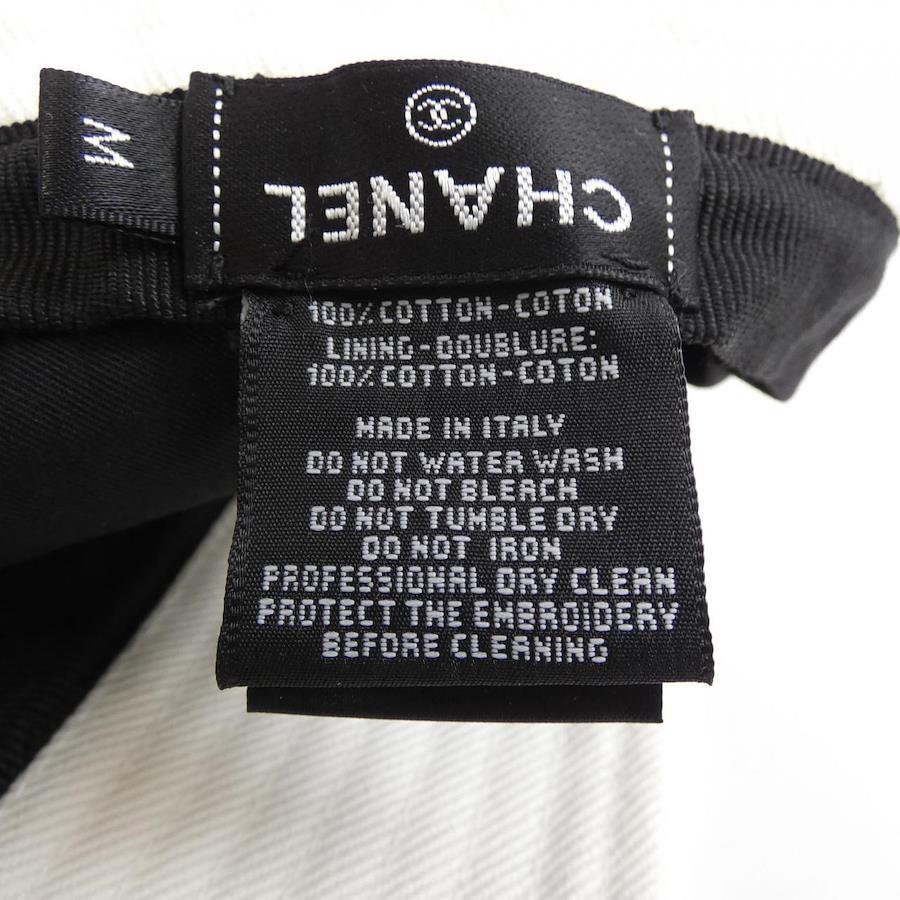 M
CHANEL
100% COTTON-COTON
LINING-DOUBLURE:
100% COTTON-COTON
MADE IN ITALY
DO NOT WATER WASH
DO NOT BLEACH
DO NOT TUMBLE DRY
DO NOT IRON
PROFESSIONAL DRY CLEAN
PROTECT THE EMBROIDERY
BEFORE CLEANING